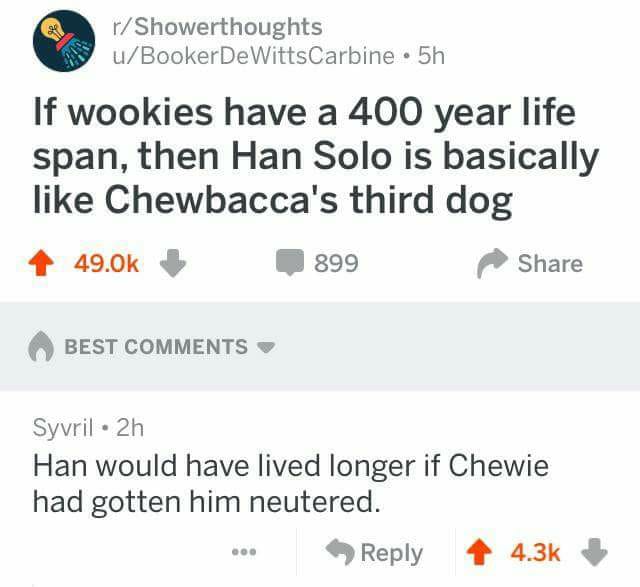 r/Showerthoughts
u/BookerDeWittsCarbine • 5h
If wookies have a 400 year life
span, then Han Solo is basically
like Chewbacca's third dog
49.0k 899 Share
BEST COMMENTS
Syvril • 2h
Han would have lived longer if Chewie
had gotten him neutered.
••• Reply 4.3k